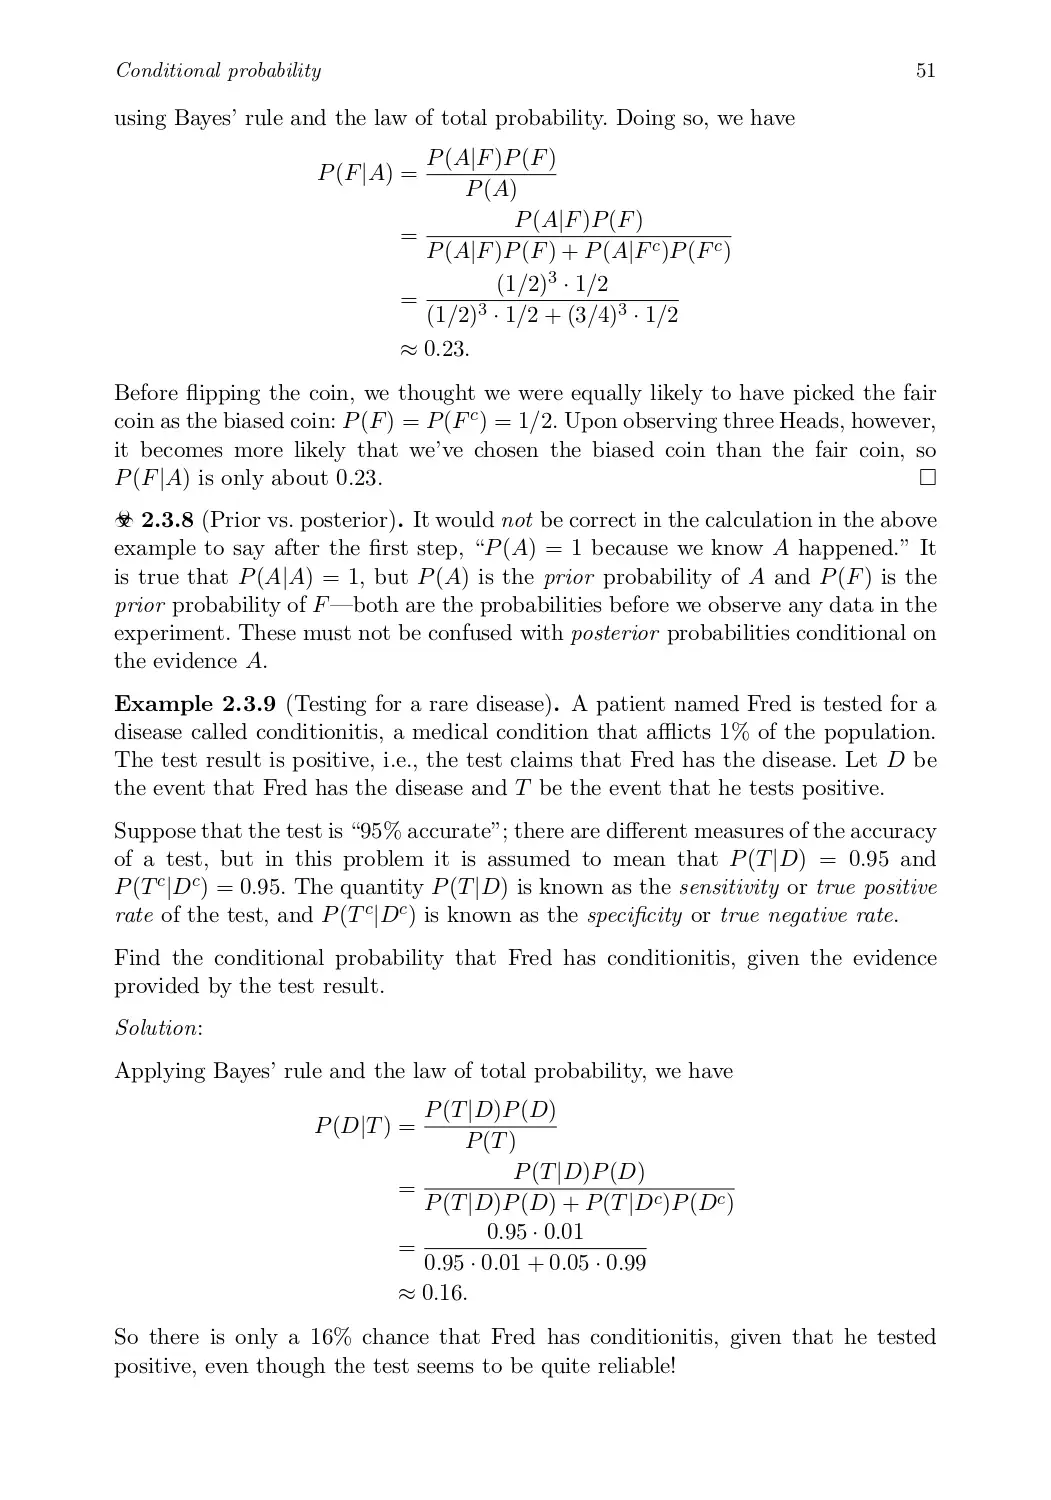 Conditional probability 51
using Bayes’ rule and the law of total probability. Doing so, we have
P(F|A) = P(A|F)P(F) / P(A)
= P(A|F)P(F) / P(A|F)P(F) + P(A|Fᶜ)P(Fᶜ)
= (1/2)³ · 1/2 / (1/2)³ · 1/2 + (3/4)³ · 1/2
≈ 0.23.
Before flipping the coin, we thought we were equally likely to have picked the fair
coin as the biased coin: P(F) = P(Fᶜ) = 1/2. Upon observing three Heads, however,
it becomes more likely that we’ve chosen the biased coin than the fair coin, so
P(F|A) is only about 0.23. □
☣ 2.3.8 (Prior vs. posterior). It would not be correct in the calculation in the above
example to say after the first step, “P(A) = 1 because we know A happened.” It
is true that P(A|A) = 1, but P(A) is the prior probability of A and P(F) is the
prior probability of F—both are the probabilities before we observe any data in the
experiment. These must not be confused with posterior probabilities conditional on
the evidence A.
Example 2.3.9 (Testing for a rare disease). A patient named Fred is tested for a
disease called conditionitis, a medical condition that afflicts 1% of the population.
The test result is positive, i.e., the test claims that Fred has the disease. Let D be
the event that Fred has the disease and T be the event that he tests positive.
Suppose that the test is “95% accurate”; there are different measures of the accuracy
of a test, but in this problem it is assumed to mean that P(T|D) = 0.95 and
P(Tᶜ|Dᶜ) = 0.95. The quantity P(T|D) is known as the sensitivity or true positive
rate of the test, and P(Tᶜ|Dᶜ) is known as the specificity or true negative rate.
Find the conditional probability that Fred has conditionitis, given the evidence
provided by the test result.
Solution:
Applying Bayes’ rule and the law of total probability, we have
P(D|T) = P(T|D)P(D) / P(T)
= P(T|D)P(D) / P(T|D)P(D) + P(T|Dᶜ)P(Dᶜ)
= 0.95 · 0.01 / 0.95 · 0.01 + 0.05 · 0.99
≈ 0.16.
So there is only a 16% chance that Fred has conditionitis, given that he tested
positive, even though the test seems to be quite reliable!